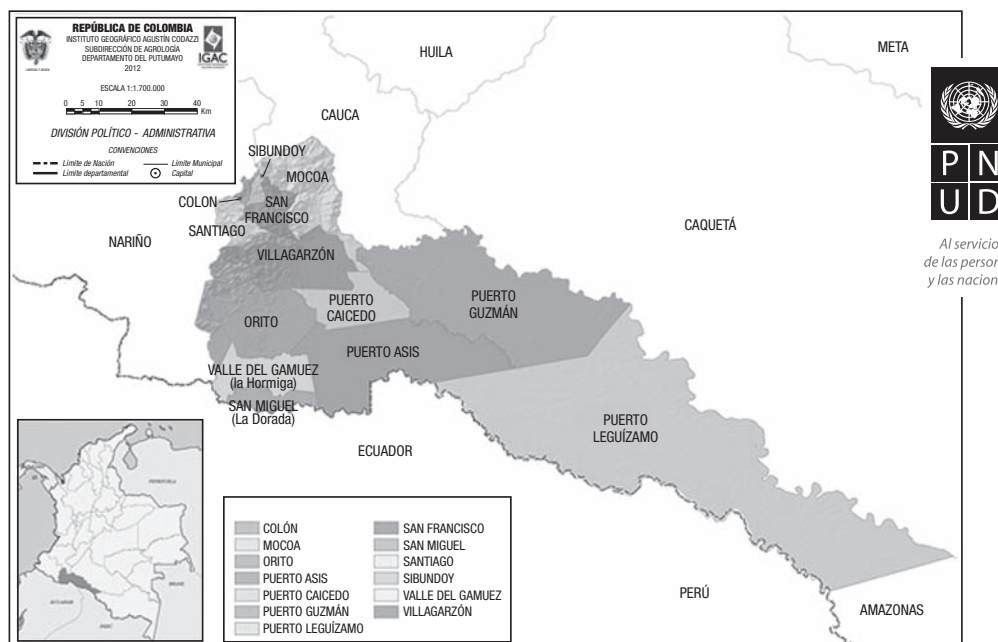 REPÚBLICA DE COLOMBIA
INSTITUTO GEOGRÁFICO AGUSTÍN CODAZZI
SUBDIRECCIÓN DE AGROLOGÍA
DEPARTAMENTO DEL PUTUMAYO
2012
IGAC
ESCALA 1:1.700.000
0 5 10 20 30 40
Km
DIVISIÓN POLÍTICO - ADMINISTRATIVA
CONVENCIONES
Límite de Nación
Límite Municipal
Límite departamental
Capital
HUILA
META
CAUCA
SIBUNDOY
MOCOA
COLON
SAN
FRANCISCO
SANTIAGO
NARIÑO
CAQUETÁ
VILLAGARZÓN
PUERTO
CAICEDO
PUERTO
GUZMÁN
ORITO
PUERTO ASIS
VALLE DEL GAMUEZ
(la Hormiga)
SAN MIGUEL
(La Dorada)
PUERTO
LEGUÍZAMO
ECUADOR
PERÚ
AMAZONAS
P N
U D
Al servicio
de las person
y las nacion
COLÓN
MOCOA
ORITO
PUERTO ASIS
PUERTO CAICEDO
PUERTO GUZMÁN
PUERTO LEGUÍZAMO
SAN FRANCISCO
SAN MIGUEL
SANTIAGO
SIBUNDOY
VALLE DEL GAMUEZ
VILLAGARZÓN